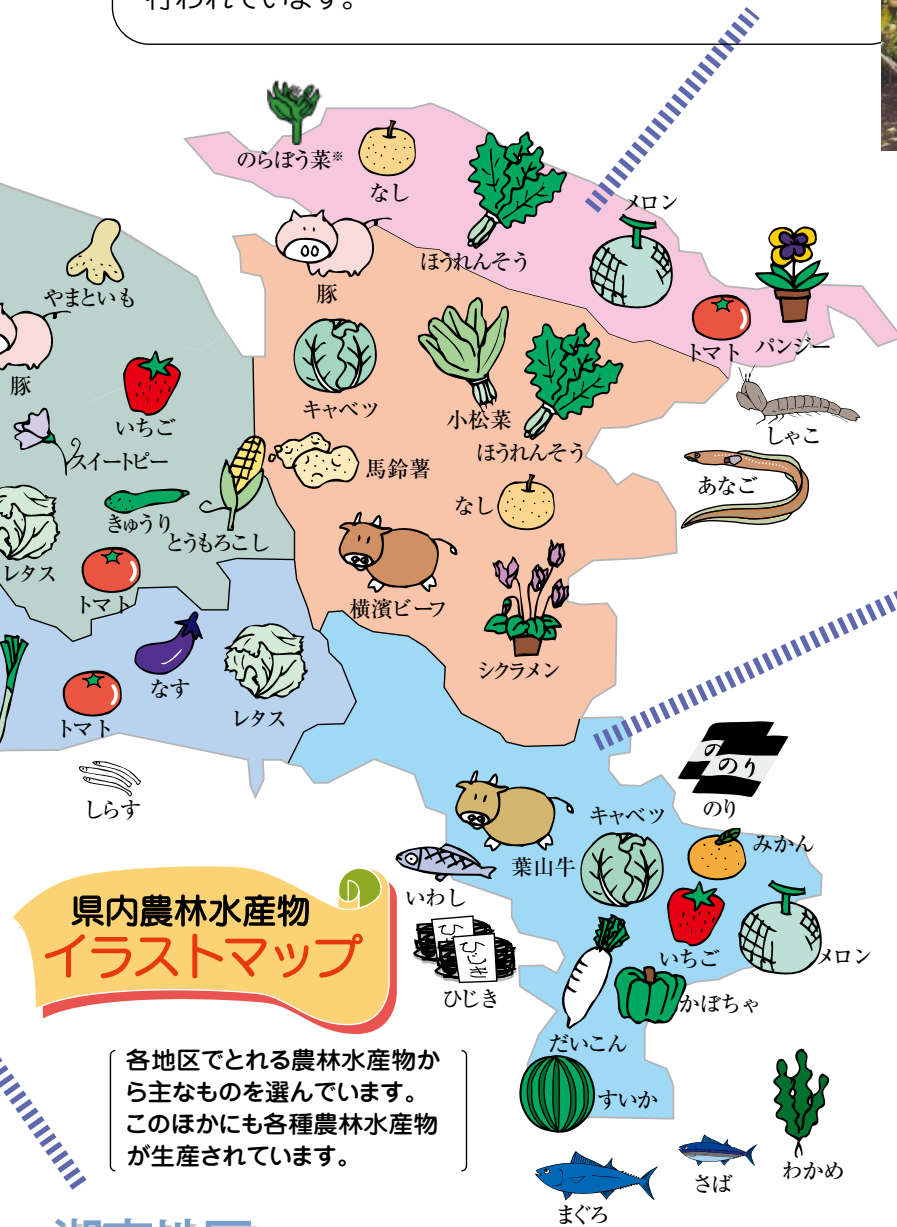 行われています。
のらぼう菜※
なし
ほうれんそう
メロン
豚
やまといも
トマト
パンジー
豚
キャベツ
小松菜
ほうれんそう
しゃこ
いちご
スイートピー
馬鈴薯
あなご
なし
きゅうり
とうもろこし
レタス
トマト
横濱ビーフ
シクラメン
なす
レタス
トマト
しらす
の
のり
のり
キャベツ
みかん
葉山牛
いわし
県内農林水産物
イラストマップ
ひ
ひじき
ひじき
いちご
メロン
かぼちゃ
だいこん
各地区でとれる農林水産物か
ら主なものを選んでいます。
このほかにも各種農林水産物
が生産されています。
すいか
わかめ
さば
まぐろ
湘南地区